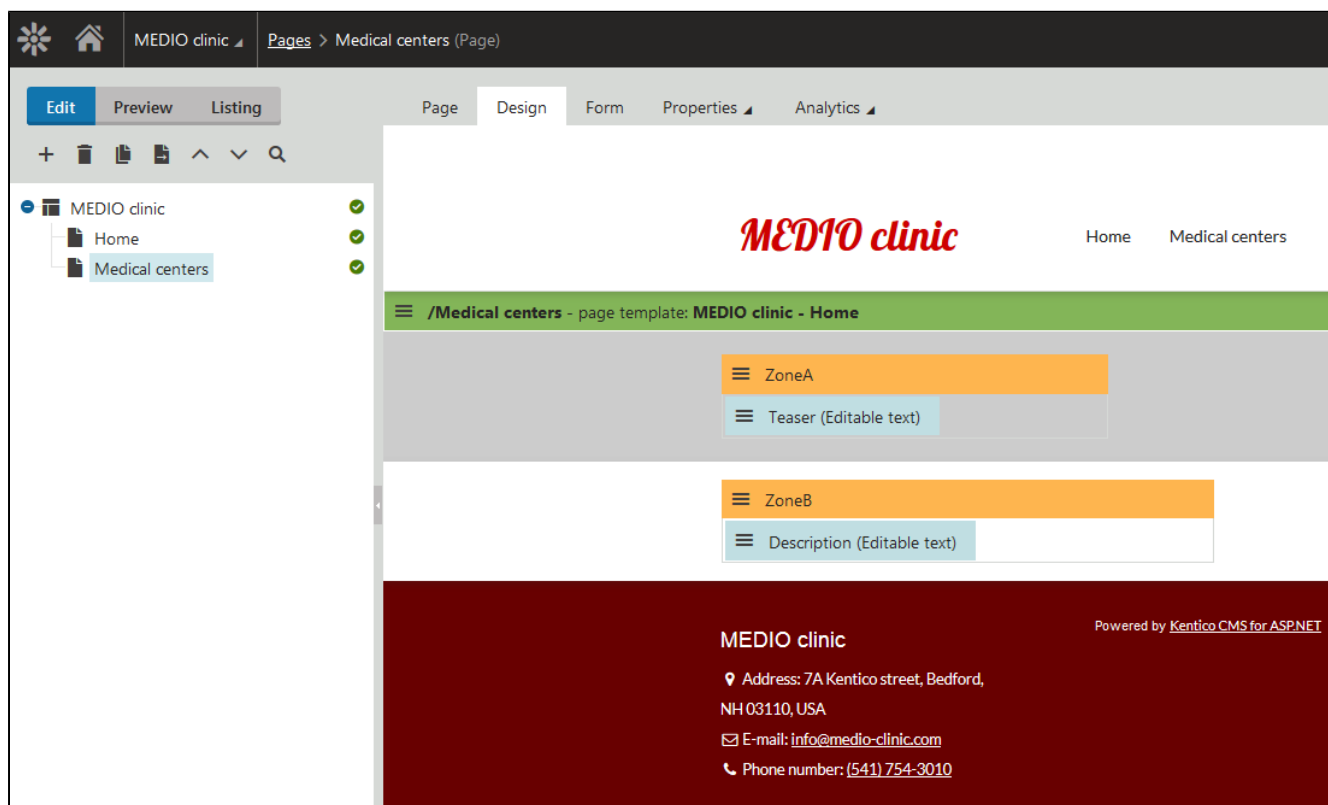 MEDIO clinic Pages > Medical centers (Page)
Edit Preview Listing
Page Design Form Properties Analytics
MEDIO clinic
Home
Medical centers
MEDIO clinic Home Medical centers
/Medical centers - page template: MEDIO clinic - Home
ZoneA
Teaser (Editable text)
ZoneB
Description (Editable text)
Powered by Kentico CMS for ASP.NET
MEDIO clinic
Address: 7A Kentico street, Bedford,
NH 03110, USA
E-mail: info@medio-clinic.com
Phone number: (541) 754-3010